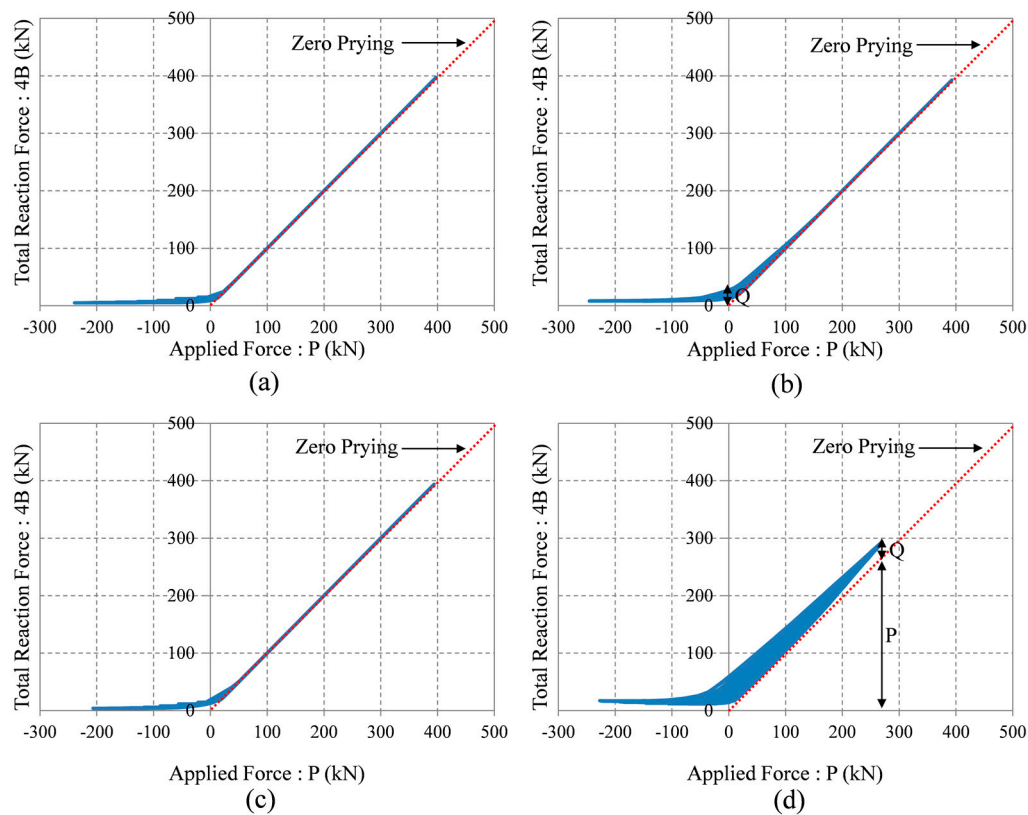 Total Reaction Force : 4B (kN)
500
400
300
200
100
0
Zero Prying
-300 -200 -100 0 100 200 300 400 500
Applied Force : P (kN)
(a)
Total Reaction Force : 4B (kN)
500
400
300
200
100
0
Zero Prying
Q
-300 -200 -100 0 100 200 300 400 500
Applied Force : P (kN)
(b)
Total Reaction Force : 4B (kN)
500
400
300
200
100
0
Zero Prying
-300 -200 -100 0 100 200 300 400 500
Applied Force : P (kN)
(c)
Total Reaction Force : 4B (kN)
500
400
300
200
100
0
Zero Prying
Q
P
-300 -200 -100 0 100 200 300 400 500
Applied Force : P (kN)
(d)